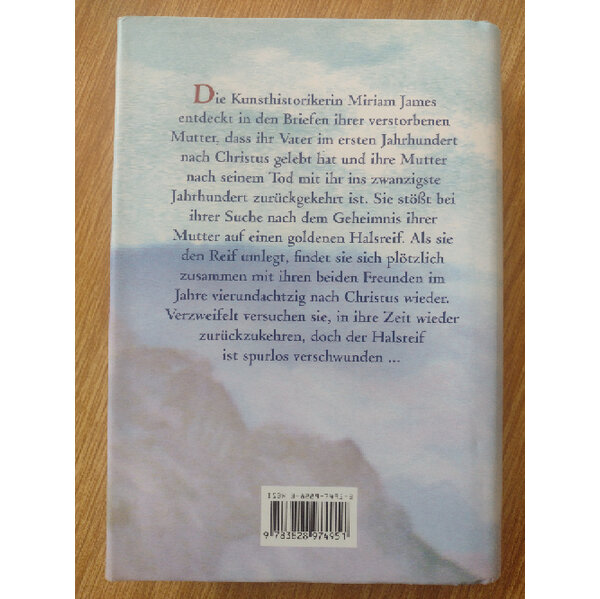 Die Kunsthistorikerin Miriam James
entdeckt in den Briefen ihrer verstorbenen
Mutter, dass ihr Vater im ersten Jahrhundert
nach Christus gelebt hat und ihre Mutter
nach seinem Tod mit ihr ins zwanzigste
Jahrhundert zurückgekehrt ist. Sie stößt bei
ihrer Suche nach dem Geheimnis ihrer
Mutter auf einen goldenen Halsreif. Als sie
den Reif umlegt, findet sie sich plötzlich
zusammen mit ihren beiden Freunden im
Jahre vierundachtzig nach Christus wieder.
Verzweifelt versuchen sie, in ihre Zeit wieder
zurückzukehren, doch der Halsreif
ist spurlos verschwunden ...
ISBN
9 783828 974951